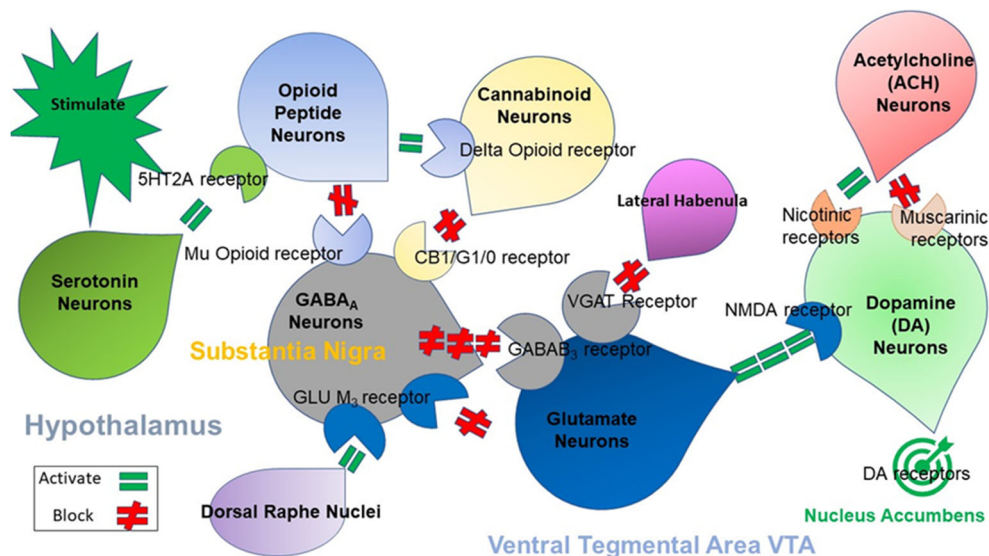 Stimulate
Opioid
Peptide
Neurons
Cannabinoid
Neurons
Delta Opioid receptor
Acetylcholine
(ACH)
Neurons
5HT2A receptor
Lateral Habenula
Nicotinic
receptors
Muscarinic
receptors
Mu Opioid receptor
CB1/G1/0 receptor
Serotonin
Neurons
GABAA
Neurons
VGAT Receptor
NMDA receptor
Dopamine
(DA)
Neurons
Substantia Nigra
GABAB3 receptor
GLU M3 receptor
Glutamate
Neurons
Hypothalamus
Activate
Block
Dorsal Raphe Nuclei
DA receptors
Nucleus Accumbens
Ventral Tegmental Area VTA